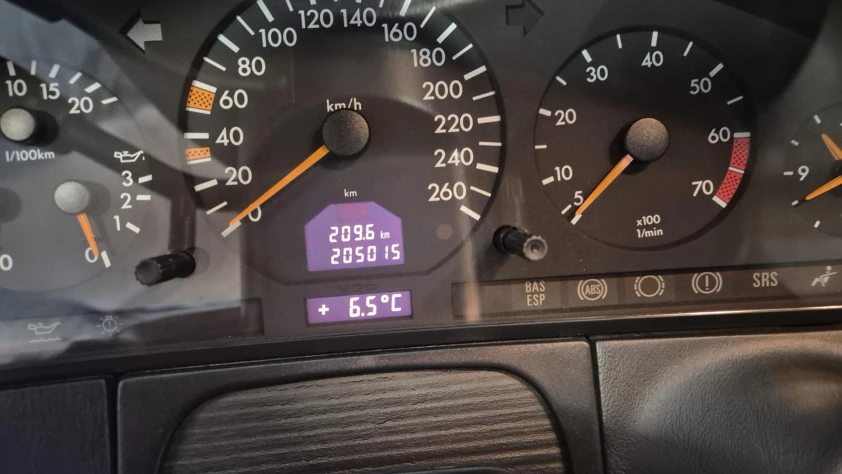 10 15 20
l/100km
3
2
1
0
0
km/h
0 20 40 60 80 100 120 140 160 180 200 220 240 260
km
209.6 km
205015
VDO
+ 6.5°C
5 10 20 30 40 50 60 70
x100
1/min
9
BAS
ESP
ABS
SRS